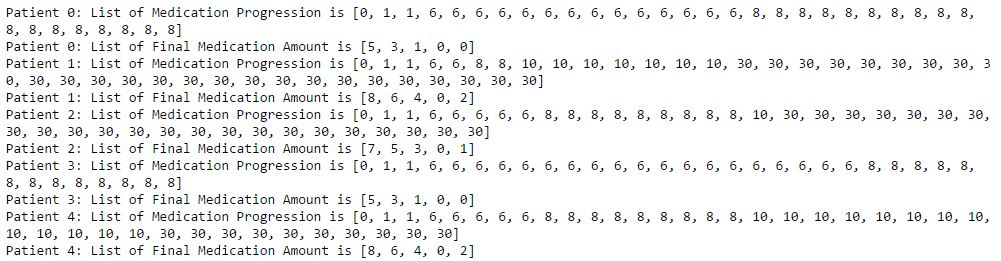 Patient 0: List of Medication Progression is [0, 1, 1, 6, 6, 6, 6, 6, 6, 6, 6, 6, 6, 6, 6, 6, 6, 8, 8, 8, 8, 8, 8, 8, 8, 8, 8,
8, 8, 8, 8, 8, 8, 8, 8]
Patient 0: List of Final Medication Amount is [5, 3, 1, 0, 0]
Patient 1: List of Medication Progression is [0, 1, 1, 6, 6, 8, 8, 10, 10, 10, 10, 10, 10, 10, 30, 30, 30, 30, 30, 30, 30, 30, 3
0, 30, 30, 30, 30, 30, 30, 30, 30, 30, 30, 30, 30, 30, 30, 30, 30, 30]
Patient 1: List of Final Medication Amount is [8, 6, 4, 0, 2]
Patient 2: List of Medication Progression is [0, 1, 1, 6, 6, 6, 6, 6, 8, 8, 8, 8, 8, 8, 8, 8, 8, 10, 30, 30, 30, 30, 30, 30, 30,
30, 30, 30, 30, 30, 30, 30, 30, 30, 30, 30, 30, 30, 30, 30, 30]
Patient 2: List of Final Medication Amount is [7, 5, 3, 0, 1]
Patient 3: List of Medication Progression is [0, 1, 1, 6, 6, 6, 6, 6, 6, 6, 6, 6, 6, 6, 6, 6, 6, 6, 6, 6, 6, 6, 8, 8, 8, 8, 8,
8, 8, 8, 8, 8, 8, 8, 8]
Patient 3: List of Final Medication Amount is [5, 3, 1, 0, 0]
Patient 4: List of Medication Progression is [0, 1, 1, 6, 6, 6, 6, 6, 8, 8, 8, 8, 8, 8, 8, 8, 8, 10, 10, 10, 10, 10, 10, 10, 10,
10, 10, 10, 10, 10, 30, 30, 30, 30, 30, 30, 30, 30, 30, 30]
Patient 4: List of Final Medication Amount is [8, 6, 4, 0, 2]